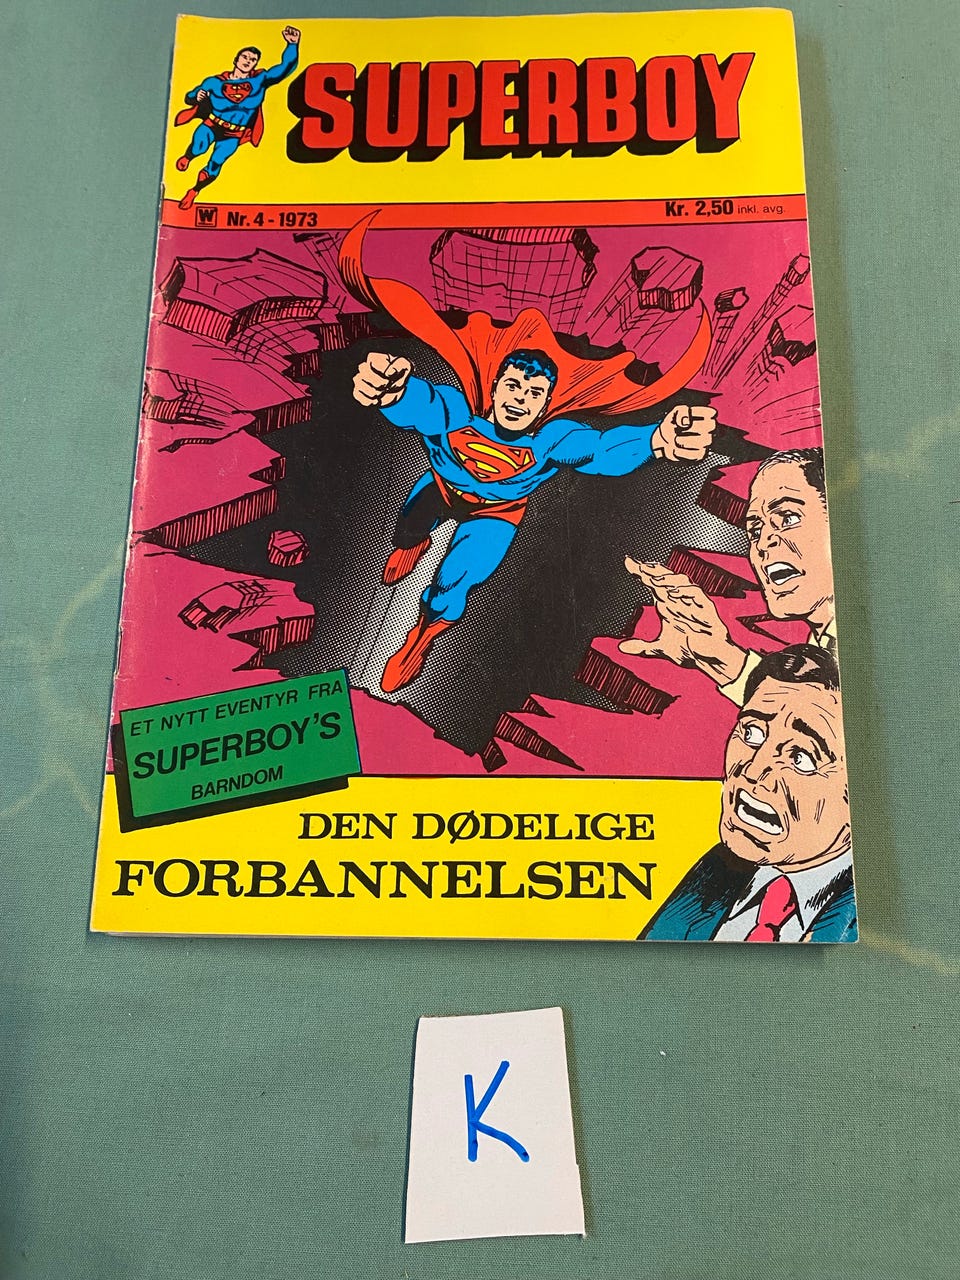 SUPERBOY
W Nr. 4 - 1973 Kr. 2,50 inkl. avg.
S
ET NYTT EVENTYR FRA
SUPERBOY'S
BARNDOM
DEN DØDELIGE
FORBANNELSEN
K